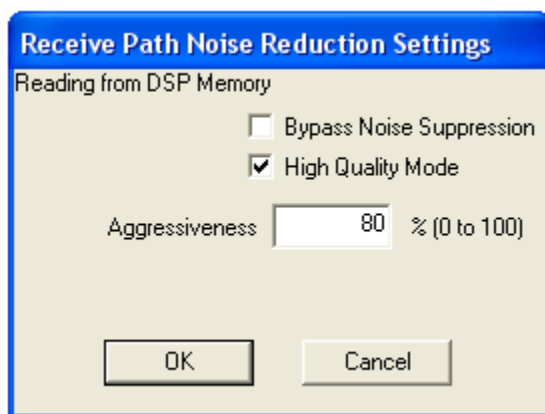 Receive Path Noise Reduction Settings
Reading from DSP Memory
Bypass Noise Suppression
High Quality Mode
Aggressiveness 80 % (0 to 100)
OK Cancel